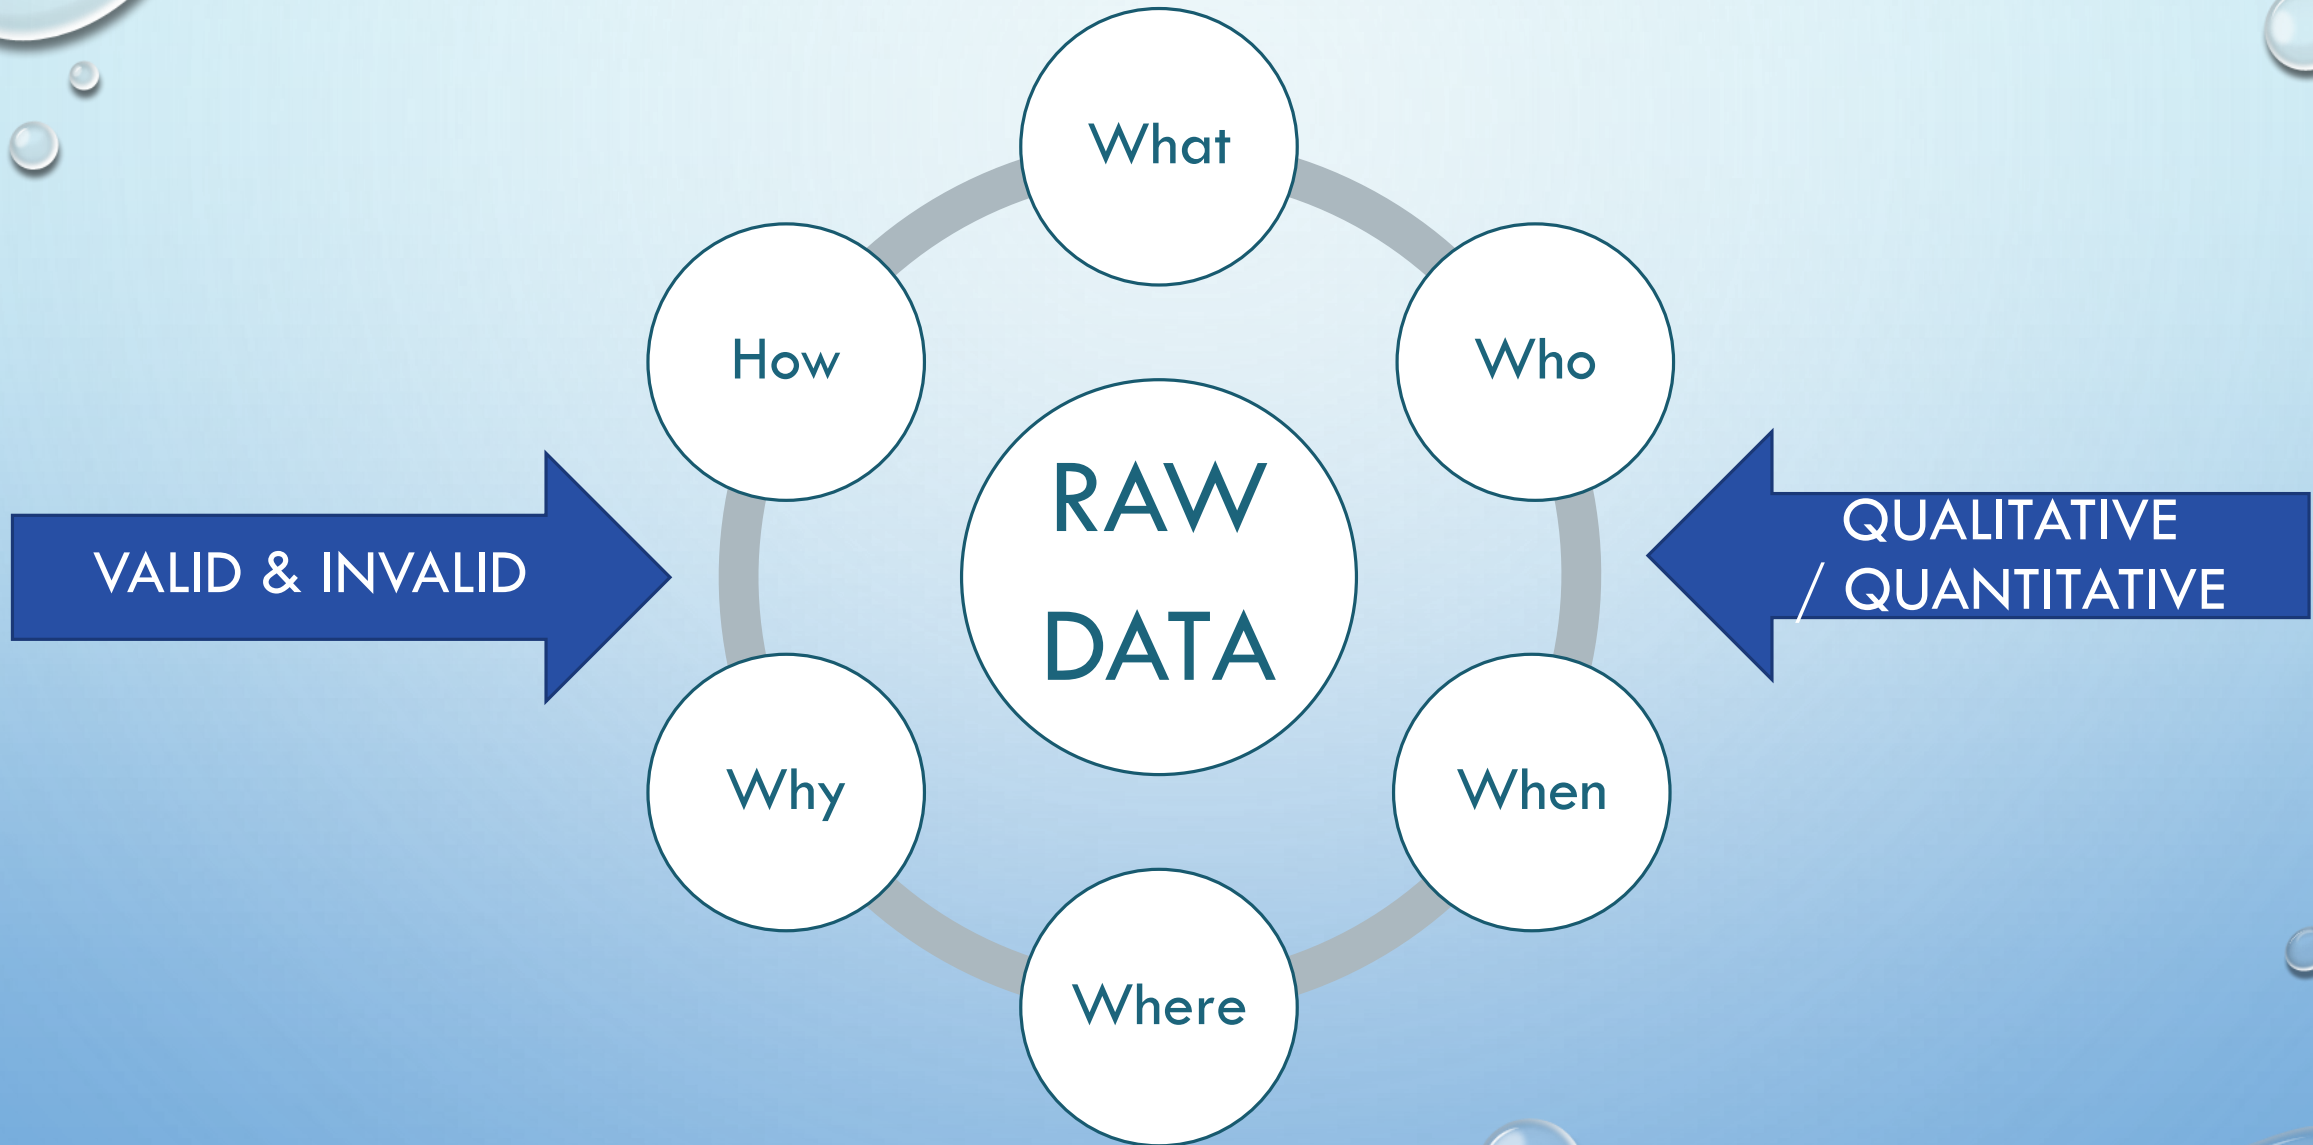 What
How
Who
RAW
DATA
VALID & INVALID
QUALITATIVE
/ QUANTITATIVE
Why
When
Where